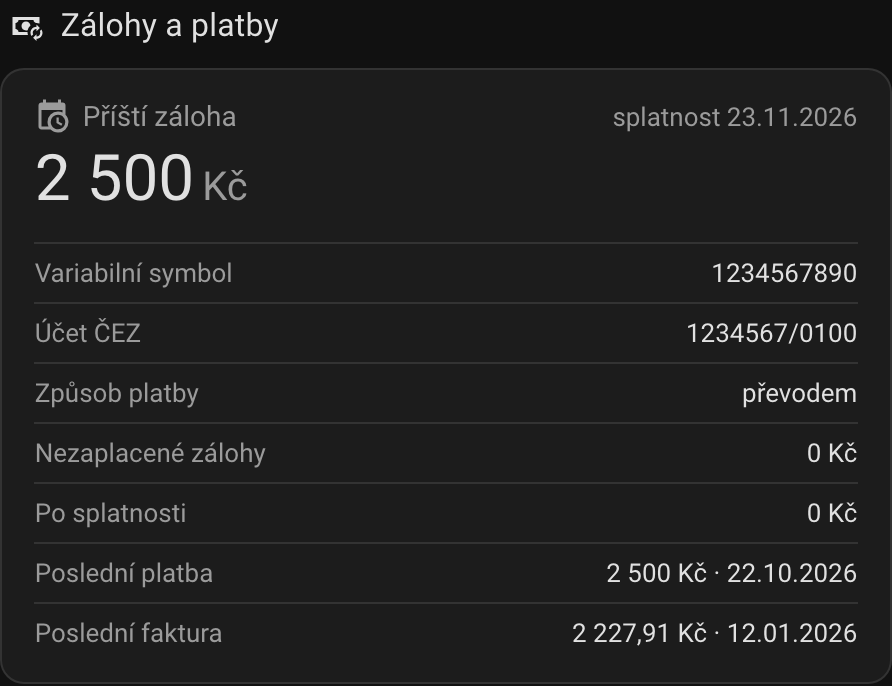 Zálohy a platby
Příští záloha splatnost 23.11.2026
2 500 Kč
Variabilní symbol 1234567890
Účet ČEZ 1234567/0100
Způsob platby převodem
Nezaplacené zálohy 0 Kč
Po splatnosti 0 Kč
Poslední platba 2 500 Kč · 22.10.2026
Poslední faktura 2 227,91 Kč · 12.01.2026